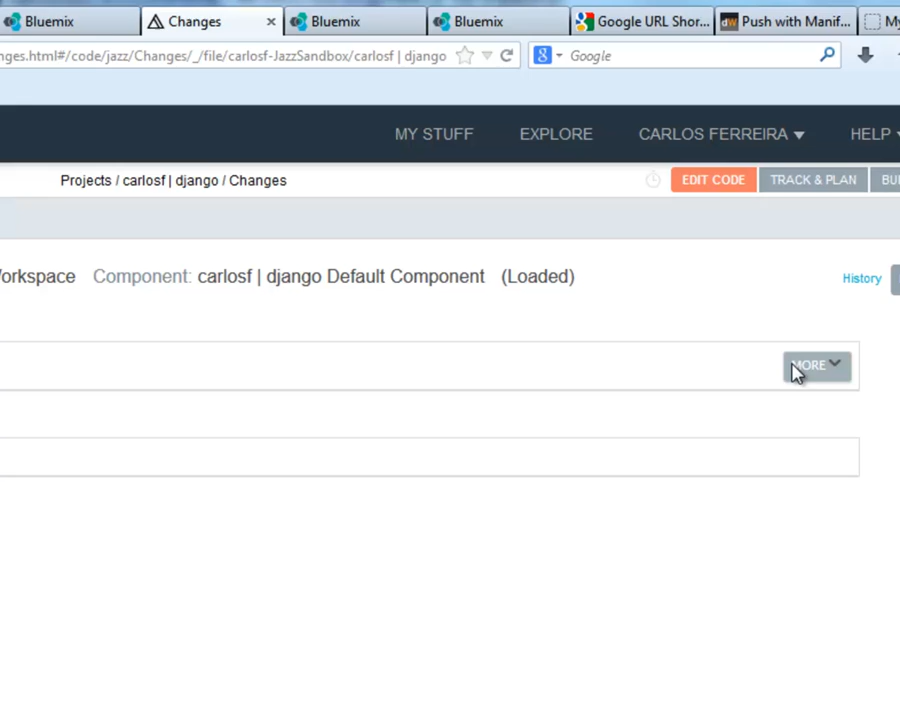 Bluemix Changes × Bluemix Bluemix Google URL Shor... Push with Manif... My
nges.html#/code/jazz/Changes/_/file/carlosf-JazzSandbox/carlosf | django 8 Google
MY STUFF EXPLORE CARLOS FERREIRA HELP
Projects / carlosf | django / Changes EDIT CODE TRACK & PLAN BUI
orkspace Component: carlosf | django Default Component (Loaded) History
MORE